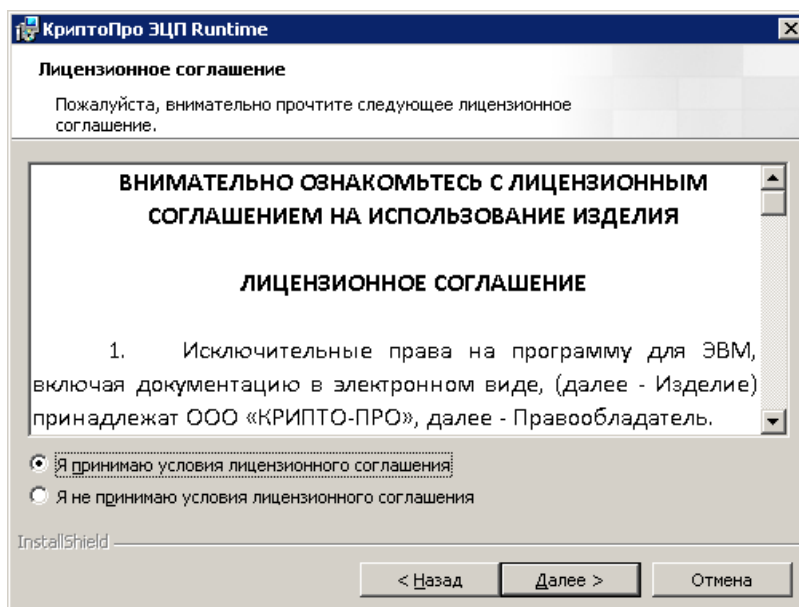 КриптоПро ЭЦП Runtime
Лицензионное соглашение
Пожалуйста, внимательно прочтите следующее лицензионное
соглашение.
ВНИМАТЕЛЬНО ОЗНАКОМЬТЕСЬ С ЛИЦЕНЗИОННЫМ
СОГЛАШЕНИЕМ НА ИСПОЛЬЗОВАНИЕ ИЗДЕЛИЯ
ЛИЦЕНЗИОННОЕ СОГЛАШЕНИЕ
1. Исключительные права на программу для ЭВМ,
включая документацию в электронном виде, (далее - Изделие)
принадлежат ООО «КРИПТО-ПРО», далее - Правообладатель.
Я принимаю условия лицензионного соглашения
Я не принимаю условия лицензионного соглашения
InstallShield
< Назад Далее > Отмена